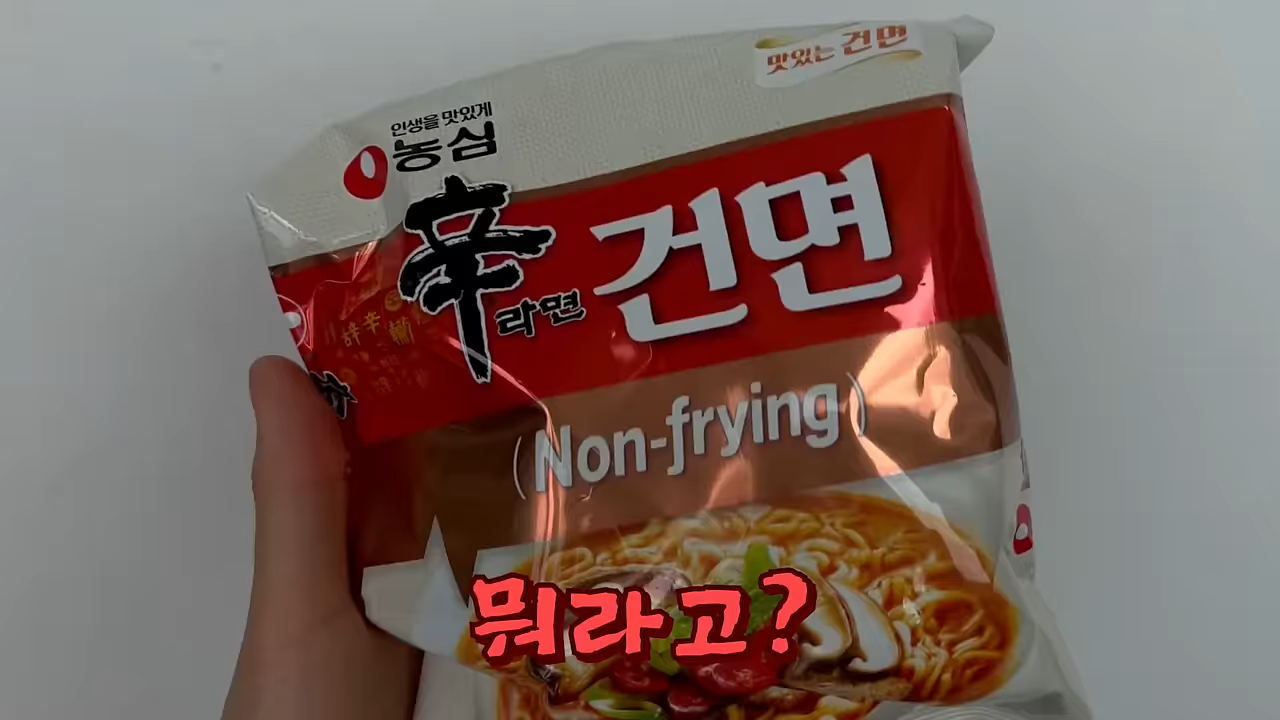 맛있는 건면
인생을 맛있게
농심
辛라면 건면
(Non-frying)
뭐라고?